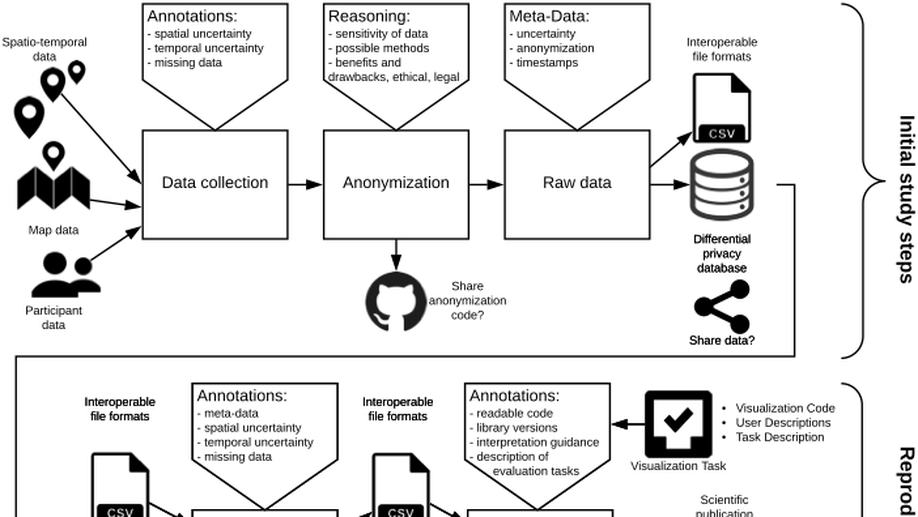 Annotations:
- spatial uncertainty
- temporal uncertainty
- missing data
Reasoning:
- sensitivity of data
- possible methods
- benefits and
drawbacks, ethical, legal
Meta-Data:
- uncertainty
- anonymization
- timestamps
Spatio-temporal
data
Interoperable
file formats
CSV
Data collection
Anonymization
Raw data
Map data
Participant
data
Share
anonymization
code?
Differential
privacy
database
Share data?
Initial study steps
Interoperable
file formats
CSV
Annotations:
- meta-data
- spatial uncertainty
- temporal uncertainty
- missing data
Interoperable
file formats
CSV
Annotations:
- readable code
- library versions
- interpretation guidance
- description of
evaluation tasks
Visualization Task
• Visualization Code
• User Descriptions
• Task Description
Scientific
publication
Reprod